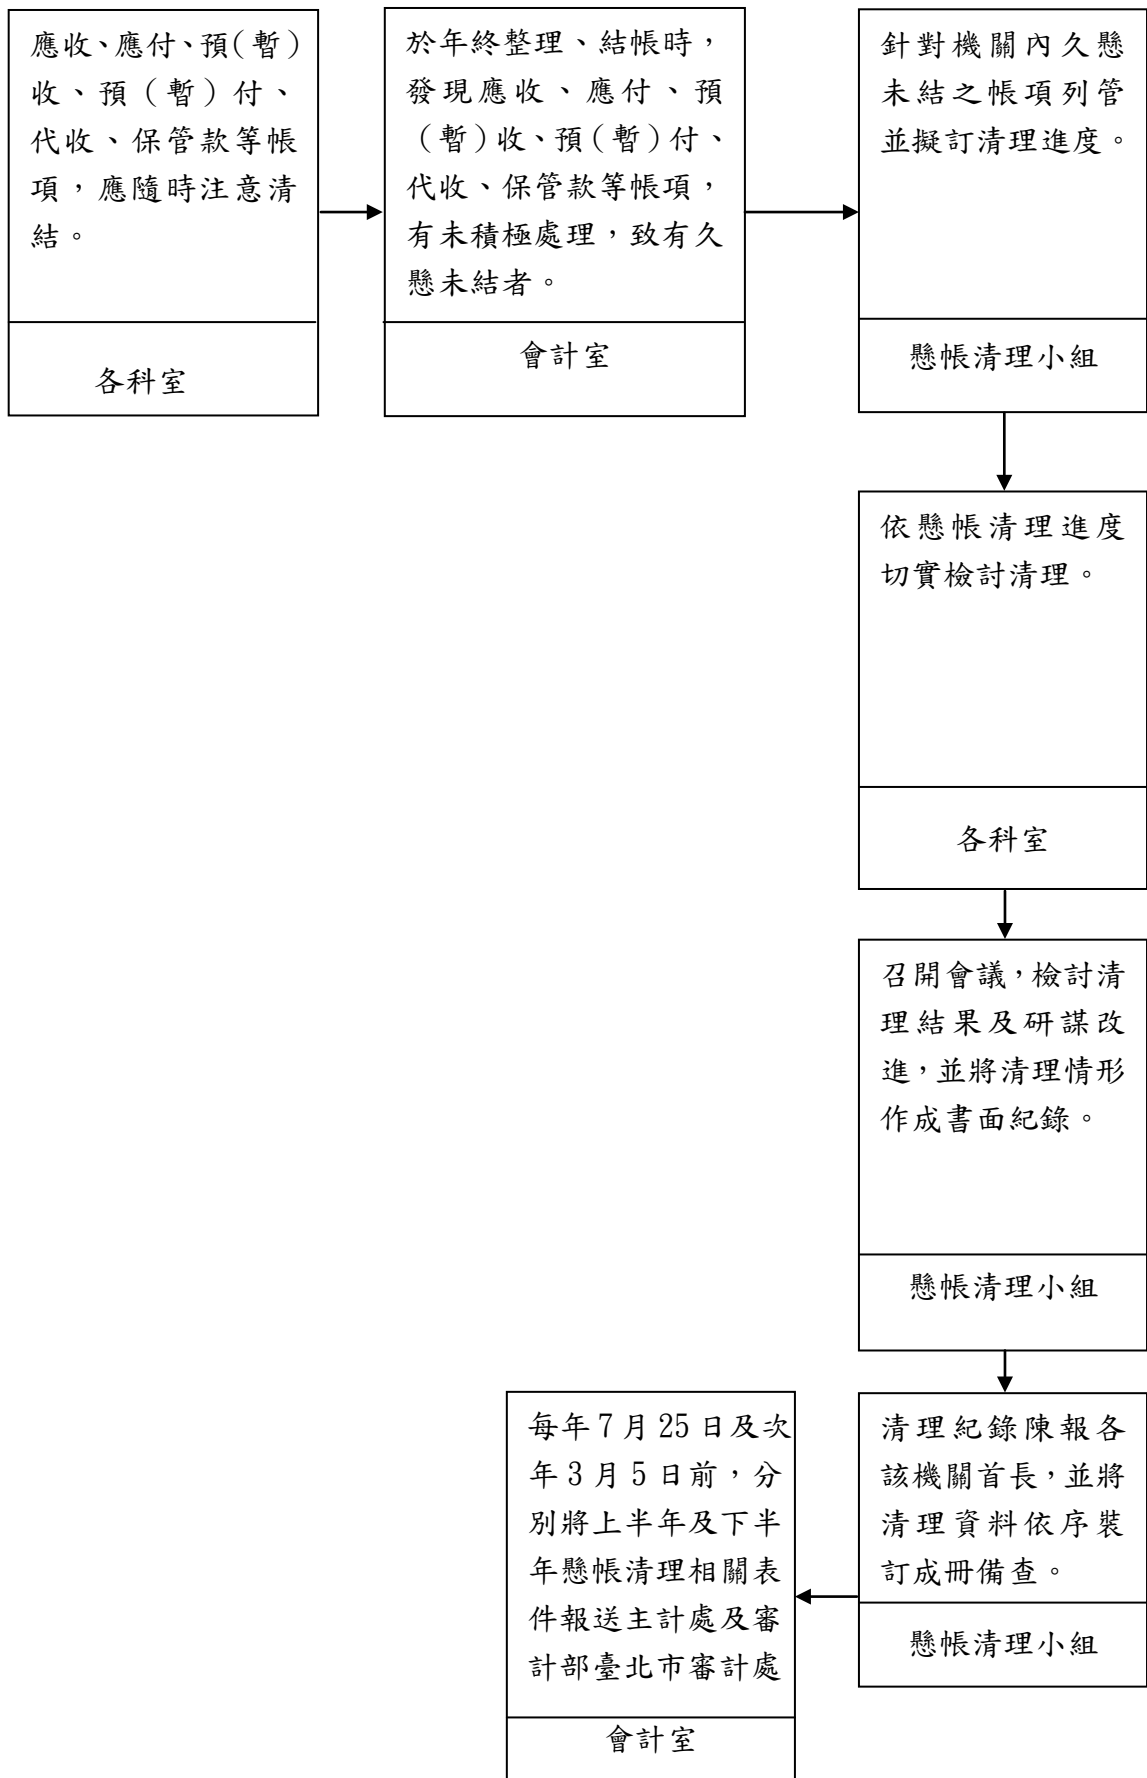 應收、應付、預(暫)
收、預(暫)付、
代收、保管款等帳
項，應隨時注意清
結。
各科室
於年終整理、結帳時，
發現應收、應付、預
(暫)收、預(暫)付、
代收、保管款等帳項，
有未積極處理，致有久
懸未結者。
會計室
針對機關內久懸
未結之帳項列管
並擬訂清理進度。
懸帳清理小組
依懸帳清理進度
切實檢討清理。
各科室
召開會議，檢討清
理結果及研謀改
進，並將清理情形
作成書面紀錄。
懸帳清理小組
清理紀錄陳報各
該機關首長，並將
清理資料依序裝
訂成冊備查。
懸帳清理小組
每年7月25日及次
年3月5日前，分
別將上半年及下半
年懸帳清理相關表
件報送主計處及審
計部臺北市審計處
會計室